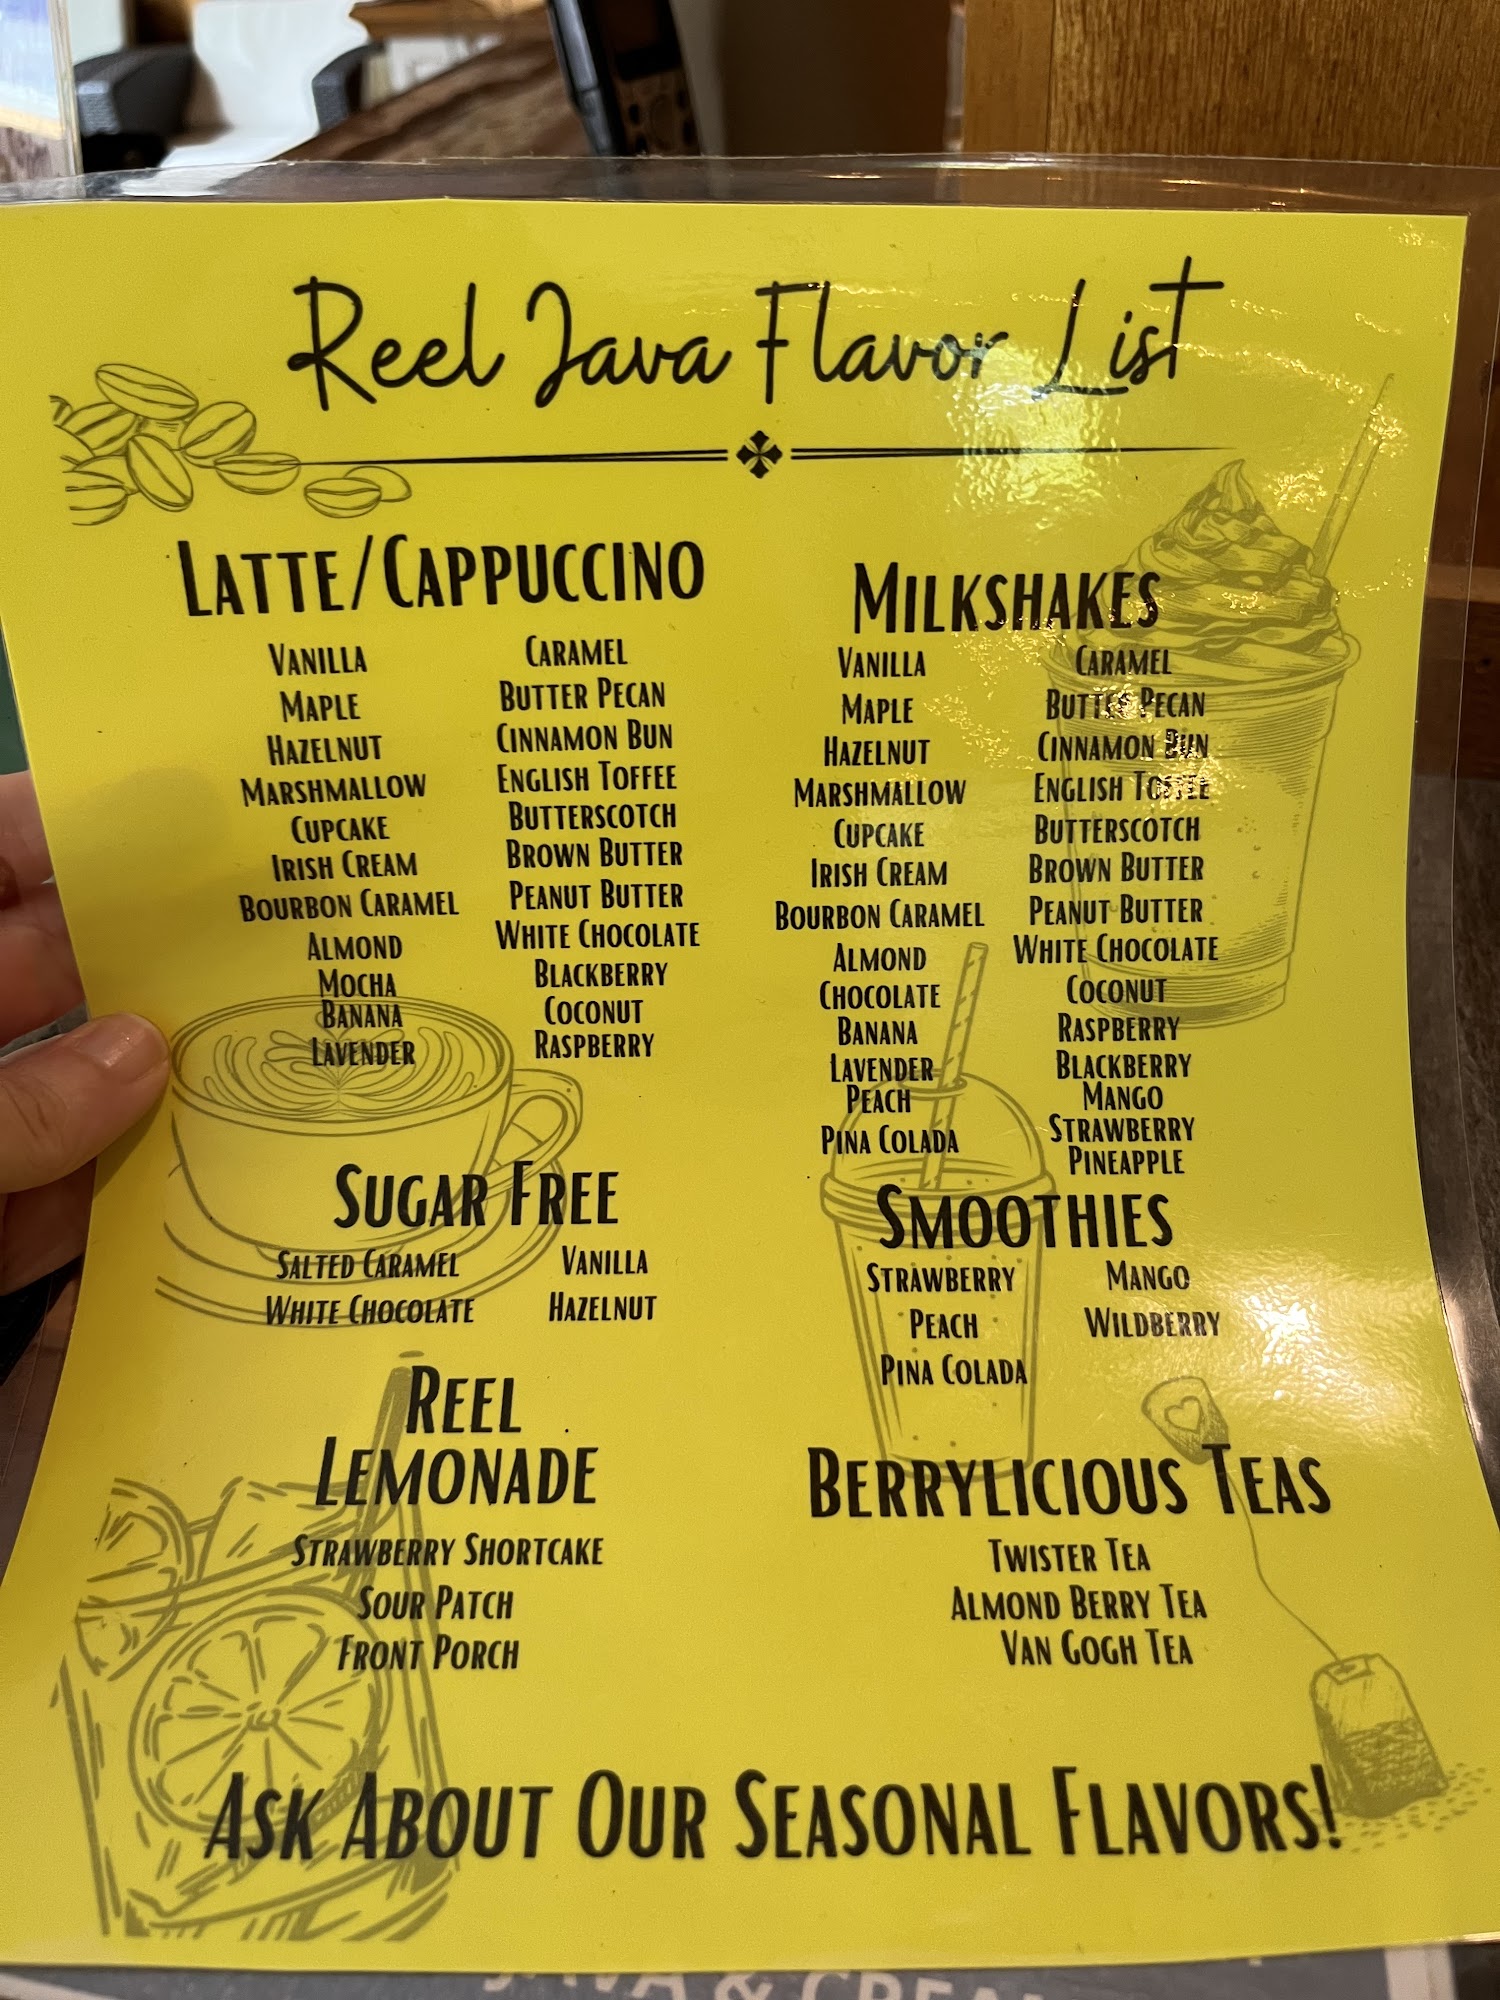 Reel Java Flavor List
LATTE/CAPPUCCINO
VANILLA
MAPLE
HAZELNUT
MARSHMALLOW
CUPCAKE
IRISH CREAM
BOURBON CARAMEL
ALMOND
MOCHA
BANANA
LAVENDER
CARAMEL
BUTTER PECAN
CINNAMON BUN
ENGLISH TOFFEE
BUTTERSCOTCH
BROWN BUTTER
PEANUT BUTTER
WHITE CHOCOLATE
BLACKBERRY
COCONUT
RASPBERRY
SUGAR FREE
SALTED CARAMEL
WHITE CHOCOLATE
VANILLA
HAZELNUT
REEL
LEMONADE
STRAWBERRY SHORTCAKE
SOUR PATCH
FRONT PORCH
MILKSHAKES
VANILLA
MAPLE
HAZELNUT
MARSHMALLOW
CUPCAKE
IRISH CREAM
BOURBON CARAMEL
ALMOND
CHOCOLATE
BANANA
LAVENDER
PEACH
PINA COLADA
CARAMEL
BUTTER PECAN
CINNAMON BUN
ENGLISH TOFFEE
BUTTERSCOTCH
BROWN BUTTER
PEANUT BUTTER
WHITE CHOCOLATE
COCONUT
RASPBERRY
BLACKBERRY
MANGO
STRAWBERRY
PINEAPPLE
SMOOTHIES
STRAWBERRY
PEACH
PINA COLADA
MANGO
WILDBERRY
BERRYLICIOUS TEAS
TWISTER TEA
ALMOND BERRY TEA
VAN GOGH TEA
ASK ABOUT OUR SEASONAL FLAVORS!
JAVA &